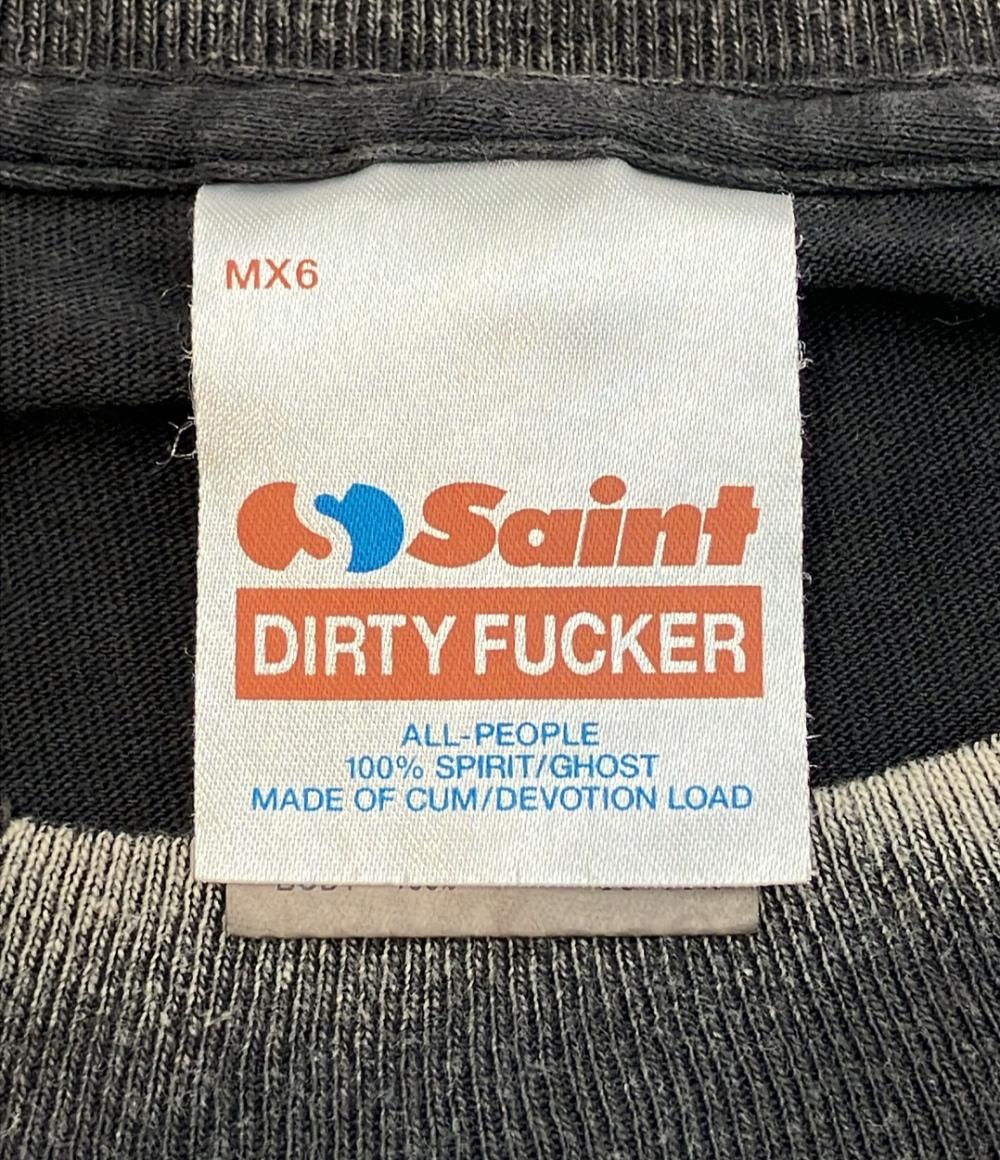 MX6
Saint
DIRTY FUCKER
ALL-PEOPLE
100% SPIRIT/GHOST
MADE OF CUM/DEVOTION LOAD